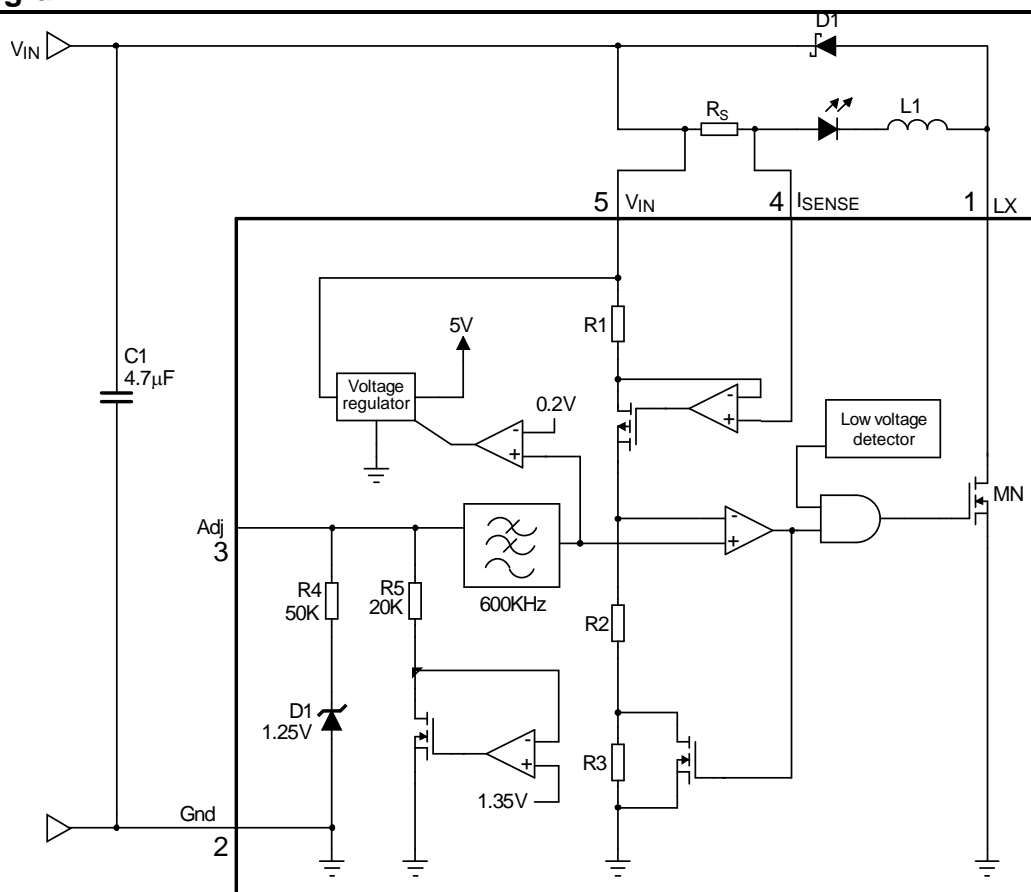 D1
VIN
RS
L1
5 VIN
4 ISENSE
1 LX
R1
5V
C1
4.7µF
Voltage
regulator
0.2V
-
+
-
+
Low voltage
detector
MN
Adj
3
-
+
R4
50K
R5
20K
600KHz
R2
D1
1.25V
-
+
1.35V
R3
Gnd
2